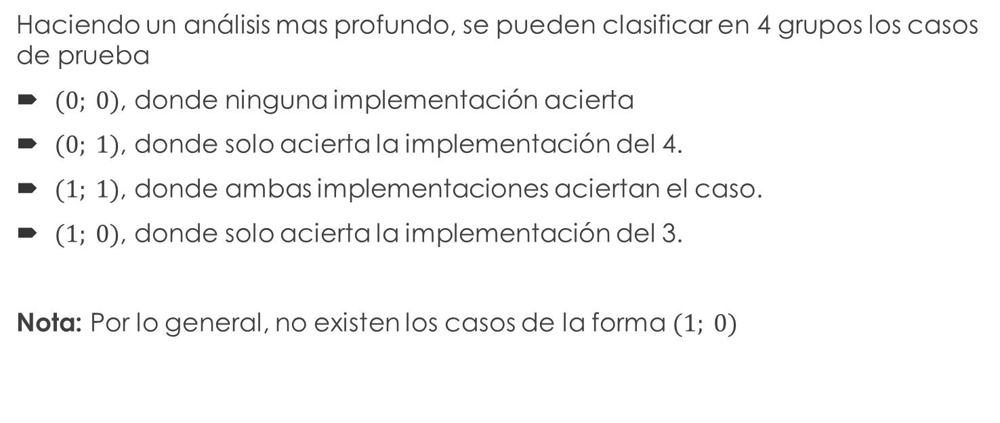 Haciendo un análisis mas profundo, se pueden clasificar en 4 grupos los casos
de prueba
(0; 0), donde ninguna implementación acierta
(0; 1), donde solo acierta la implementación del 4.
(1; 1), donde ambas implementaciones aciertan el caso.
(1; 0), donde solo acierta la implementación del 3.
Nota: Por lo general, no existen los casos de la forma (1; 0)